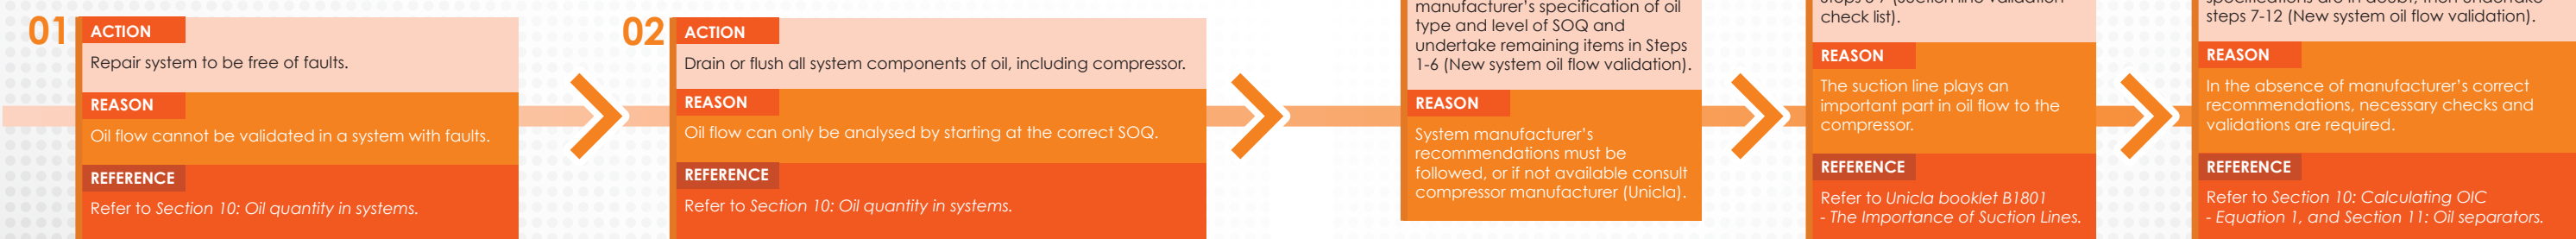 01
ACTION
Repair system to be free of faults.
REASON
Oil flow cannot be validated in a system with faults.
REFERENCE
Refer to Section 10: Oil quantity in systems.
02
ACTION
Drain or flush all system components of oil, including compressor.
REASON
Oil flow can only be analysed by starting at the correct SOQ.
REFERENCE
Refer to Section 10: Oil quantity in systems.
manufacturer's specification of oil
type and level of SOQ and
undertake remaining items in Steps
1-6 (New system oil flow validation).
REASON
System manufacturer's
recommendations must be
followed, or if not available consult
compressor manufacturer (Unicla).
check list).
REASON
The suction line plays an
important part in oil flow to the
compressor.
REFERENCE
Refer to Unicla booklet B1801
- The Importance of Suction Lines.
steps 7-12 (New system oil flow validation).
REASON
In the absence of manufacturer's correct
recommendations, necessary checks and
validations are required.
REFERENCE
Refer to Section 10: Calculating OIC
- Equation 1, and Section 11: Oil separators.